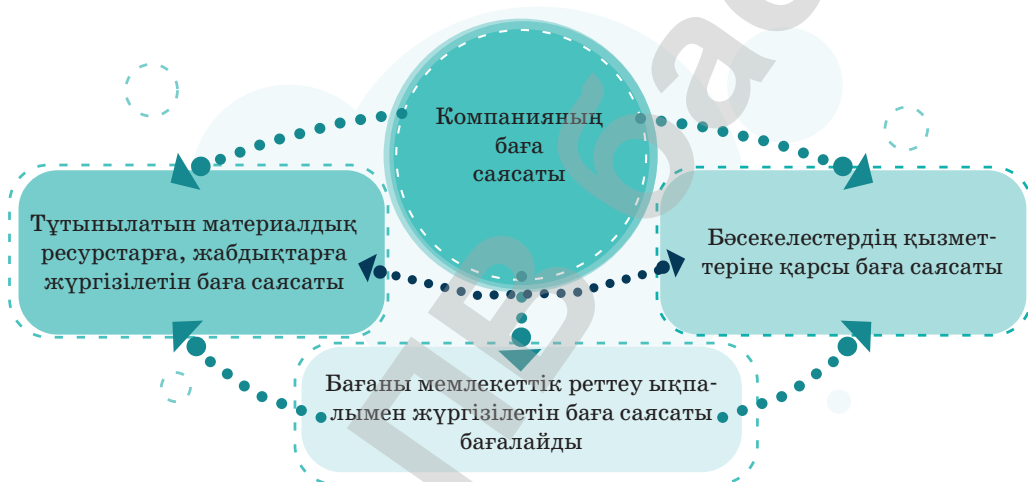 Компанияның
баға
саясаты
Тұтынылатын материалдық
ресурстарға, жабдықтарға
жүргізілетін баға саясаты
Бәсекелестердің қызмет-
теріне қарсы баға саясаты
Бағаны мемлекеттік реттеу ықпа-
лымен жүргізілетін баға саясаты
бағалайды